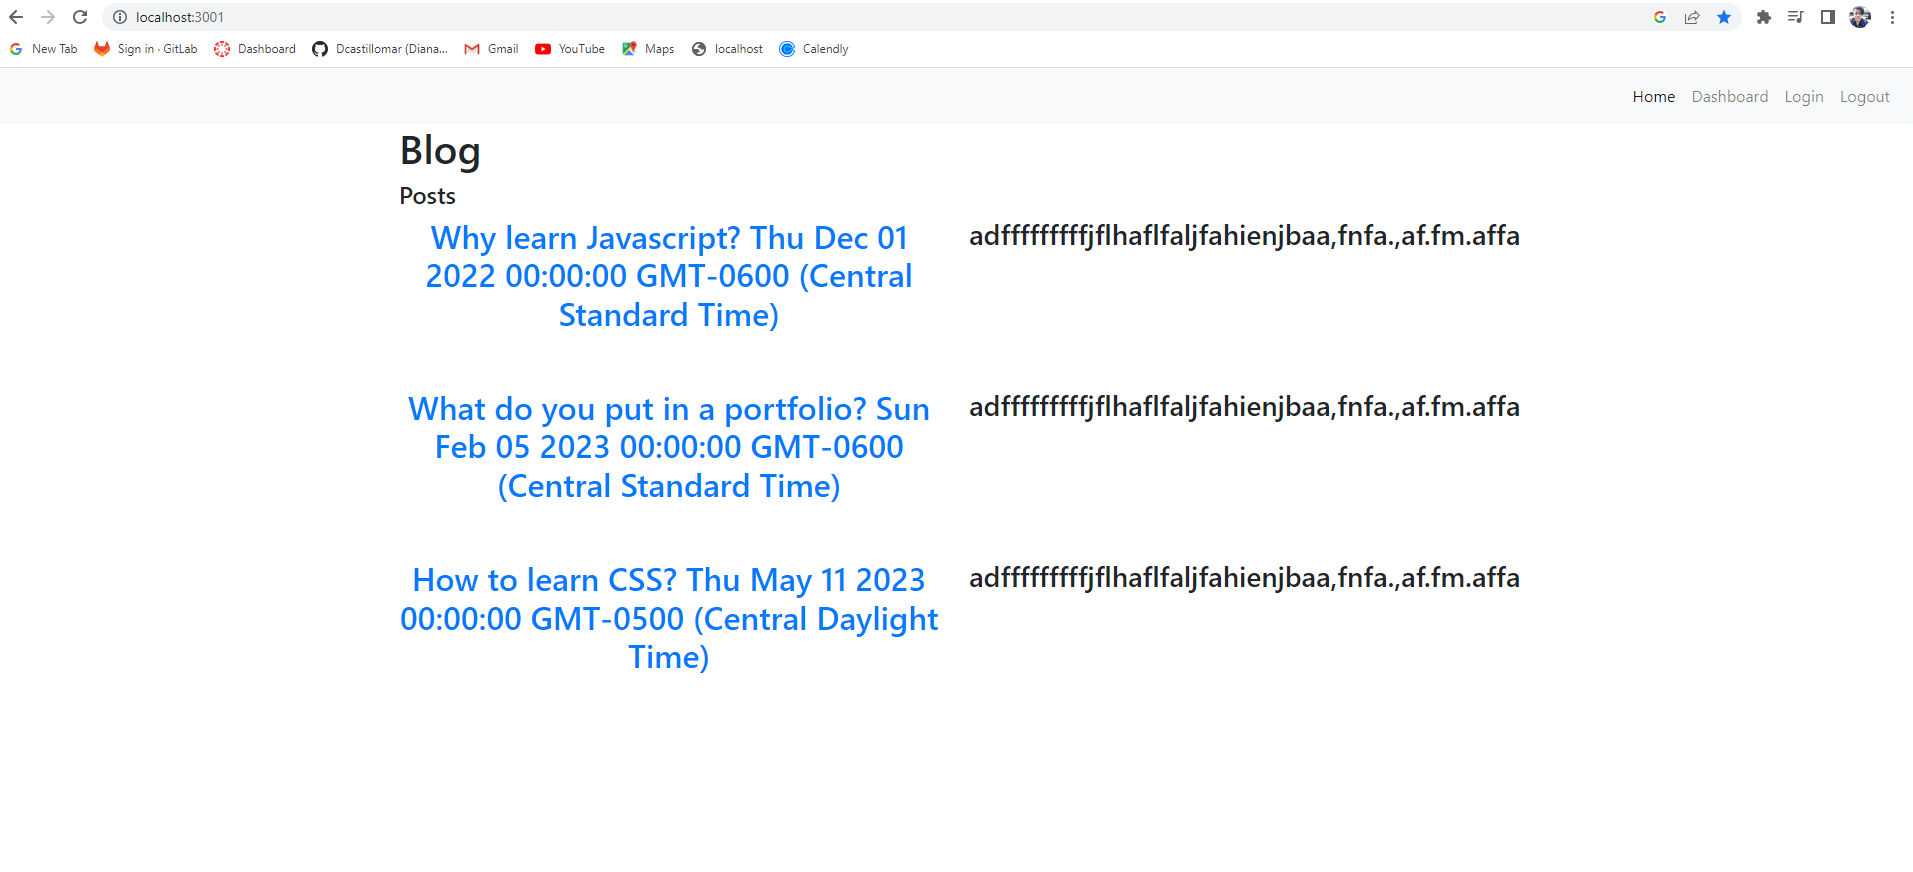 localhost:3001
New Tab Sign in · GitLab Dashboard Dcastillomar (Diana... Gmail YouTube Maps localhost Calendly
Home Dashboard Login Logout
Blog
Posts
Why learn Javascript? Thu Dec 01
2022 00:00:00 GMT-0600 (Central
Standard Time)
adfffffffffjflhaflfaljfahienjbaa,fnfa.,af.fm.affa
What do you put in a portfolio? Sun
Feb 05 2023 00:00:00 GMT-0600
(Central Standard Time)
adfffffffffjflhaflfaljfahienjbaa,fnfa.,af.fm.affa
How to learn CSS? Thu May 11 2023
00:00:00 GMT-0500 (Central Daylight
Time)
adfffffffffjflhaflfaljfahienjbaa,fnfa.,af.fm.affa